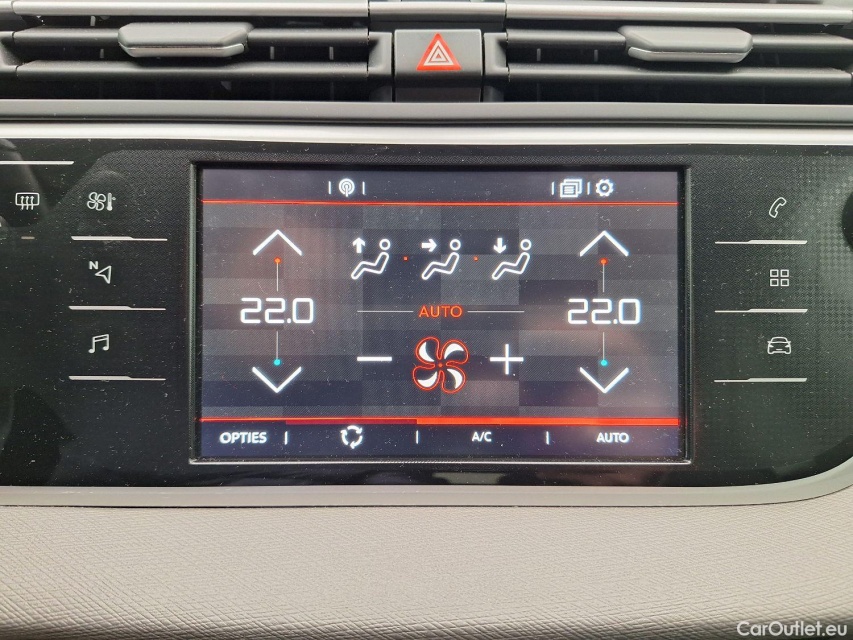 N
22.0
AUTO
22.0
OPTIES
A/C
AUTO
CarOutlet.eu